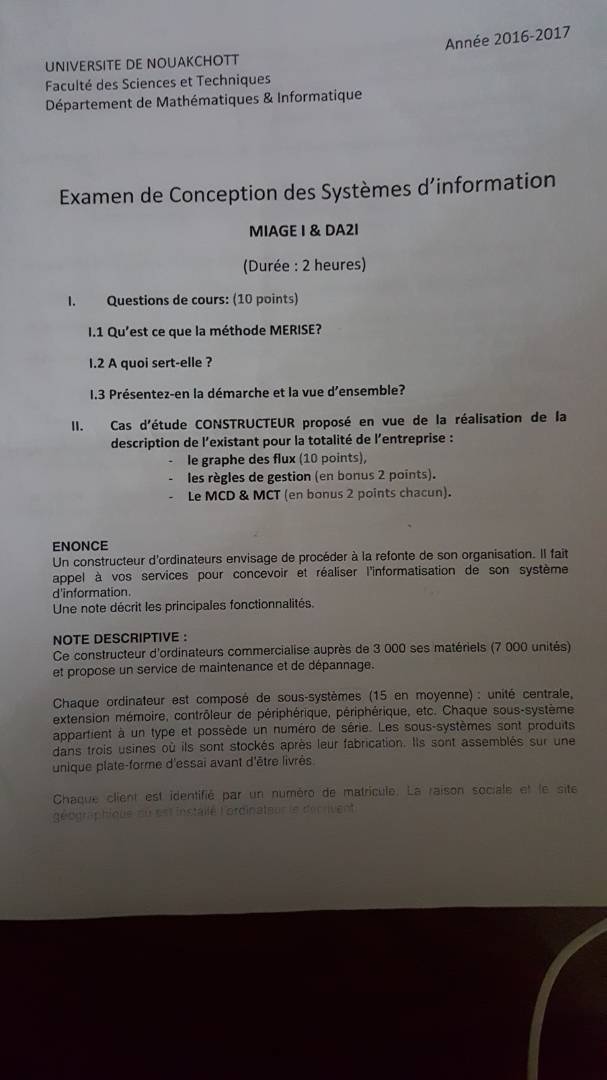 Année 2016-2017
UNIVERSITE DE NOUAKCHOTT
Faculté des Sciences et Techniques
Département de Mathématiques & Informatique
Examen de Conception des Systèmes d'information
MIAGE I & DA2I
(Durée : 2 heures)
I. Questions de cours: (10 points)
I.1 Qu'est ce que la méthode MERISE?
I.2 A quoi sert-elle ?
I.3 Présentez-en la démarche et la vue d'ensemble?
II. Cas d'étude CONSTRUCTEUR proposé en vue de la réalisation de la
description de l'existant pour la totalité de l'entreprise :
- le graphe des flux (10 points),
- les règles de gestion (en bonus 2 points).
- Le MCD & MCT (en bonus 2 points chacun).
ENONCE
Un constructeur d'ordinateurs envisage de procéder à la refonte de son organisation. Il fait
appel à vos services pour concevoir et réaliser l'informatisation de son système
d'information.
Une note décrit les principales fonctionnalités.
NOTE DESCRIPTIVE :
Ce constructeur d'ordinateurs commercialise auprès de 3 000 ses matériels (7 000 unités)
et propose un service de maintenance et de dépannage.
Chaque ordinateur est composé de sous-systèmes (15 en moyenne) : unité centrale,
extension mémoire, contrôleur de périphérique, périphérique, etc. Chaque sous-système
appartient à un type et possède un numéro de série. Les sous-systèmes sont produits
dans trois usines où ils sont stockés après leur fabrication. Ils sont assemblés sur une
unique plate-forme d'essai avant d'être livrés.
Chaque client est identifié par un numéro de matricule. La raison sociale et le site
géographique où est installé l'ordinateur le décrivent.